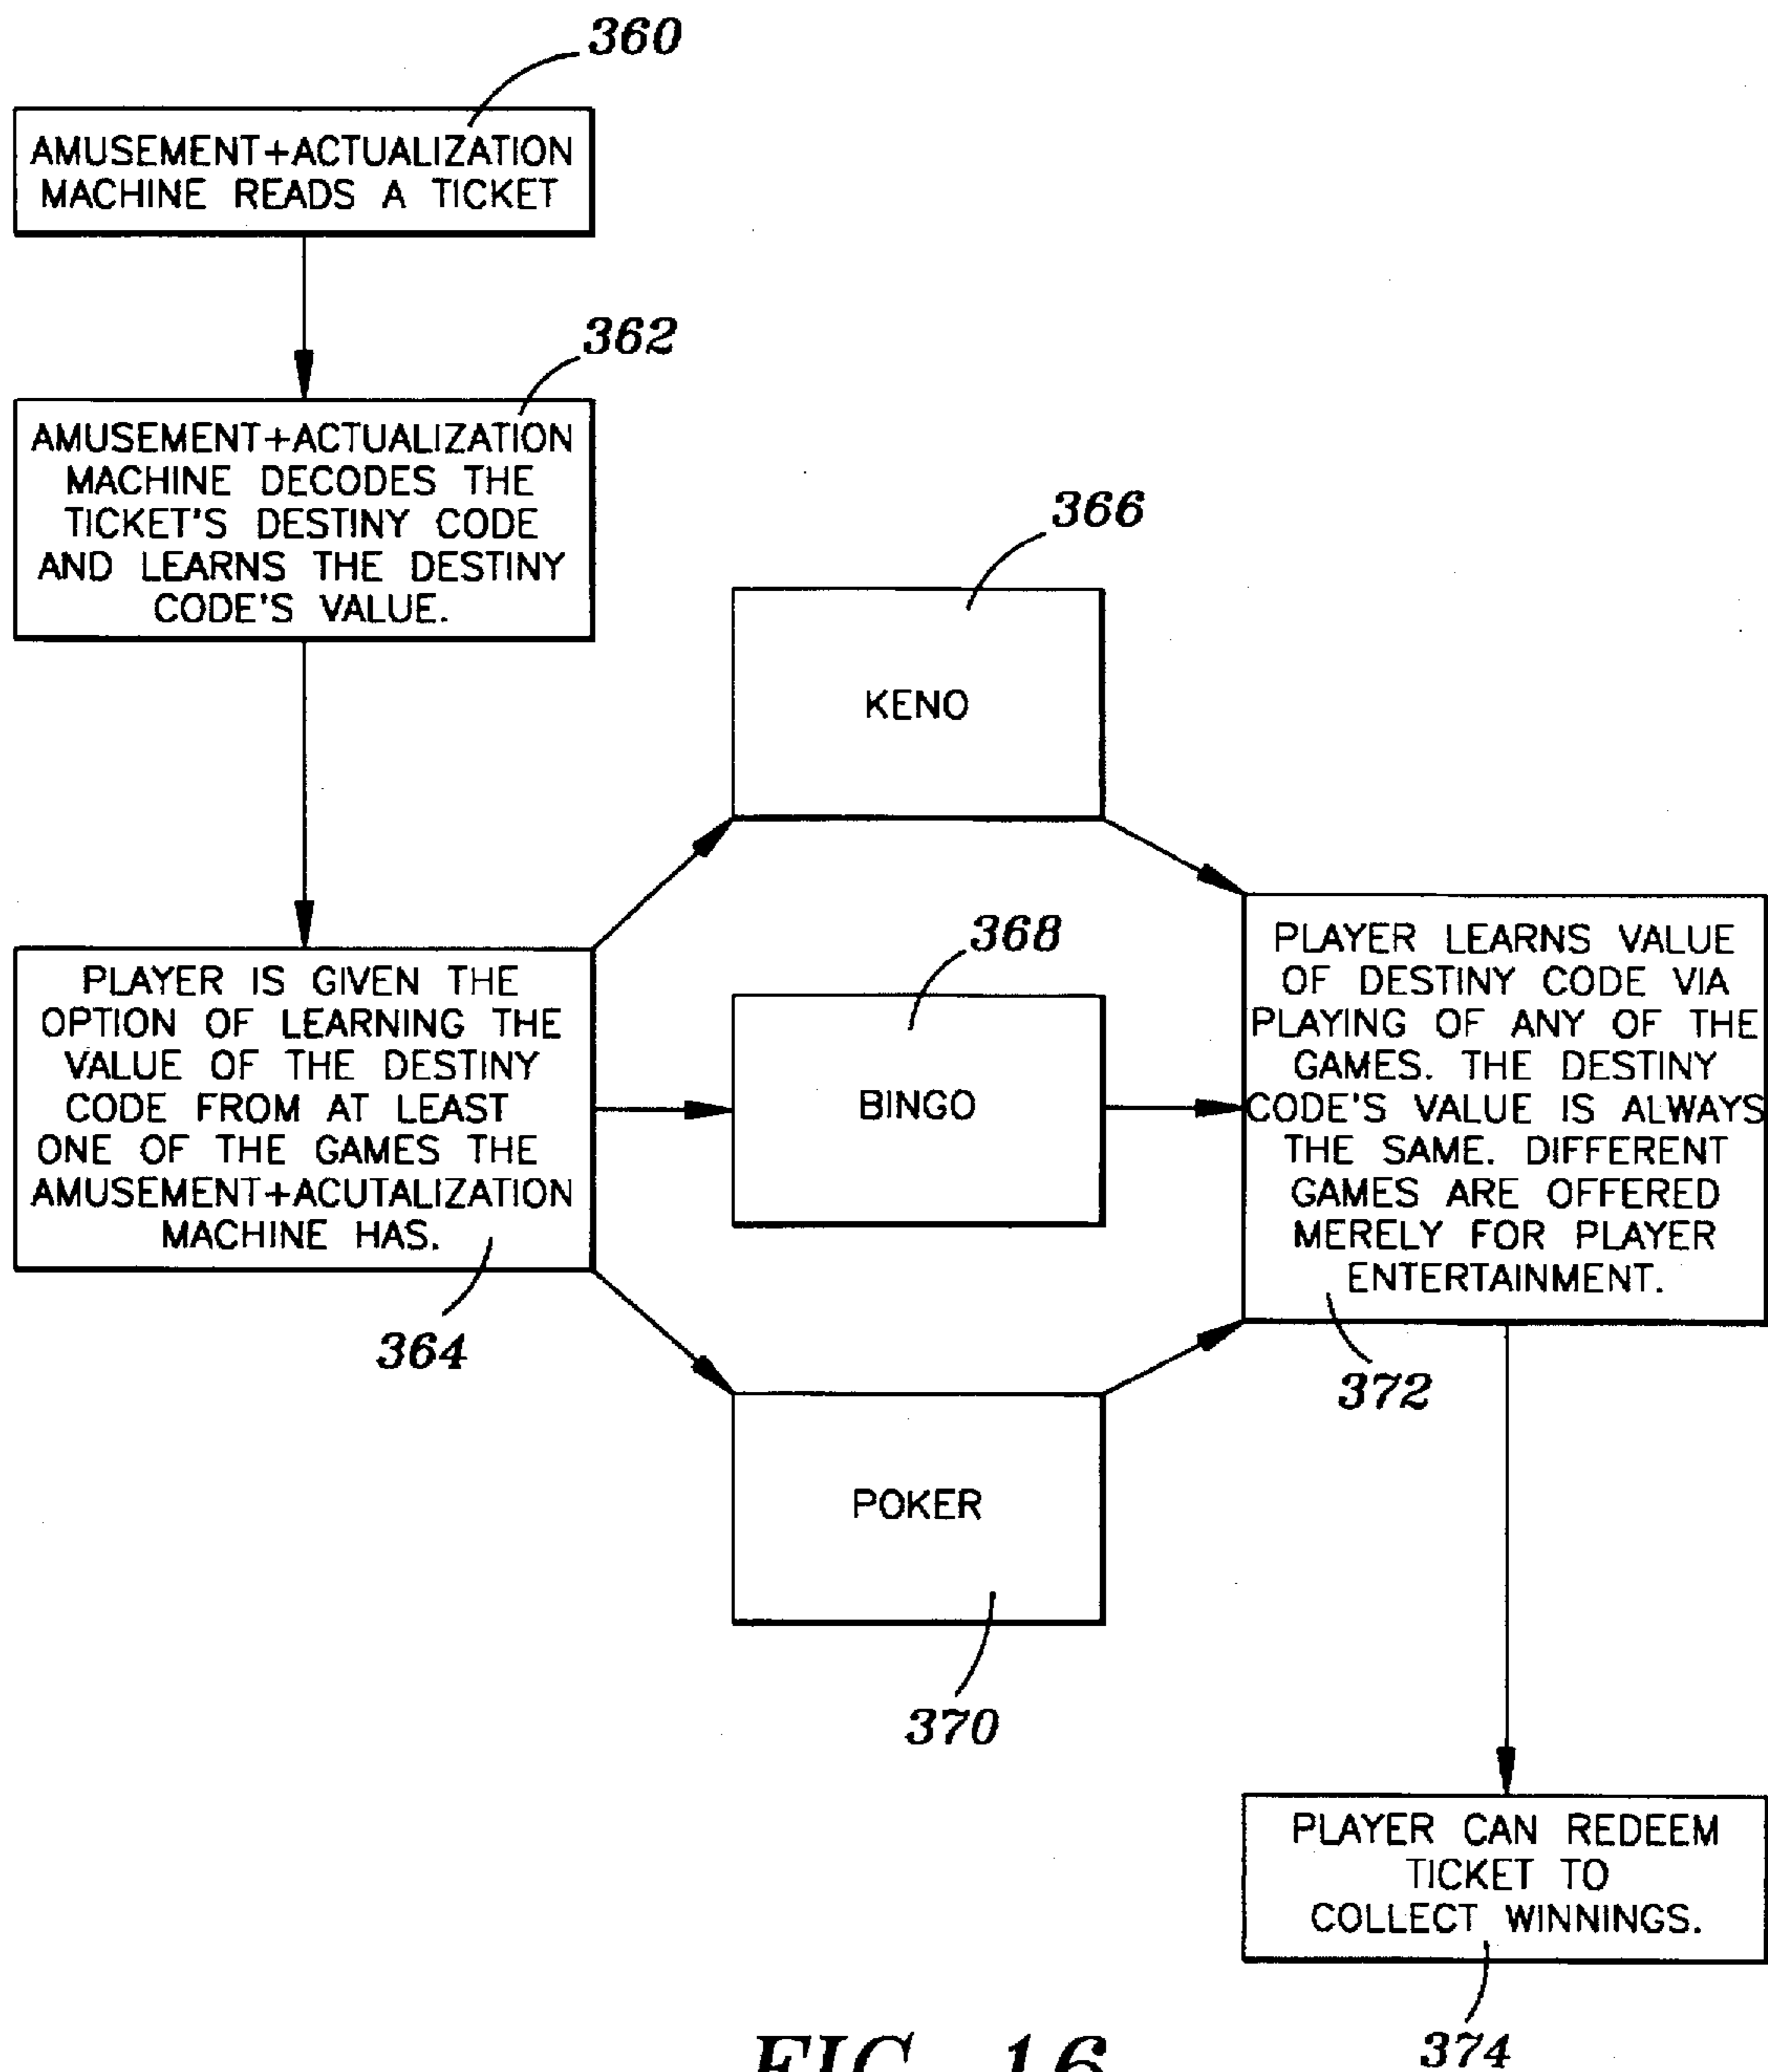 360
AMUSEMENT+ACTUALIZATION
MACHINE READS A TICKET
362
AMUSEMENT+ACTUALIZATION
MACHINE DECODES THE
TICKET'S DESTINY CODE
AND LEARNS THE DESTINY
CODE'S VALUE.
366
KENO
PLAYER IS GIVEN THE
OPTION OF LEARNING THE
VALUE OF THE DESTINY
CODE FROM AT LEAST
ONE OF THE GAMES THE
AMUSEMENT+ACUTALIZATION
MACHINE HAS.
364
368
BINGO
POKER
370
PLAYER LEARNS VALUE
OF DESTINY CODE VIA
PLAYING OF ANY OF THE
GAMES. THE DESTINY
CODE'S VALUE IS ALWAYS
THE SAME. DIFFERENT
GAMES ARE OFFERED
MERELY FOR PLAYER
ENTERTAINMENT.
372
PLAYER CAN REDEEM
TICKET TO
COLLECT WINNINGS.
374
FIG. 16